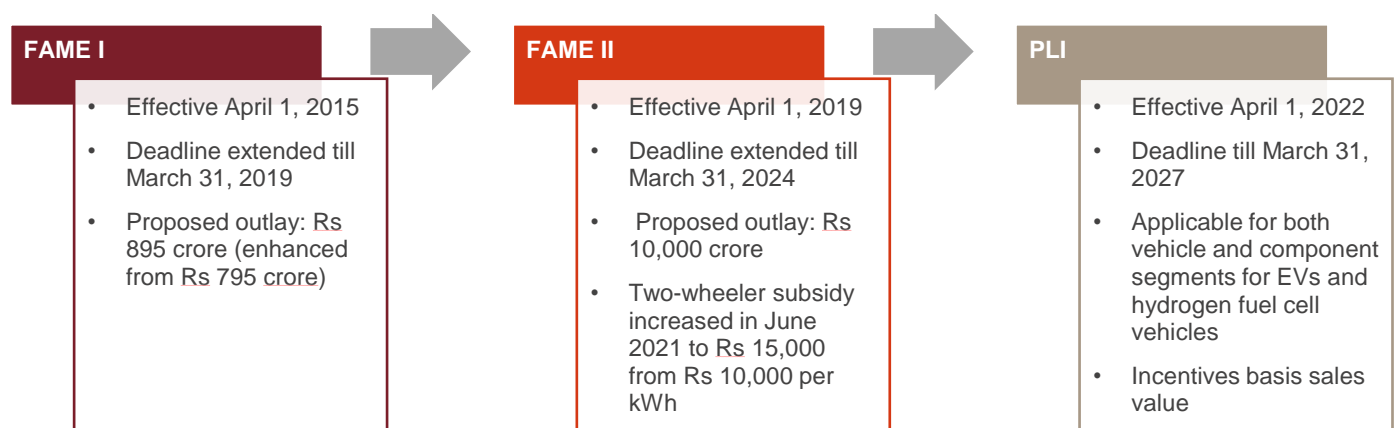 FAME I
• Effective April 1, 2015
• Deadline extended till
March 31, 2019
• Proposed outlay: Rs
895 crore (enhanced
from Rs 795 crore)
FAME II
• Effective April 1, 2019
• Deadline extended till
March 31, 2024
• Proposed outlay: Rs
10,000 crore
• Two-wheeler subsidy
increased in June
2021 to Rs 15,000
from Rs 10,000 per
kWh
PLI
• Effective April 1, 2022
• Deadline till March 31,
2027
• Applicable for both
vehicle and component
segments for EVs and
hydrogen fuel cell
vehicles
• Incentives basis sales
value